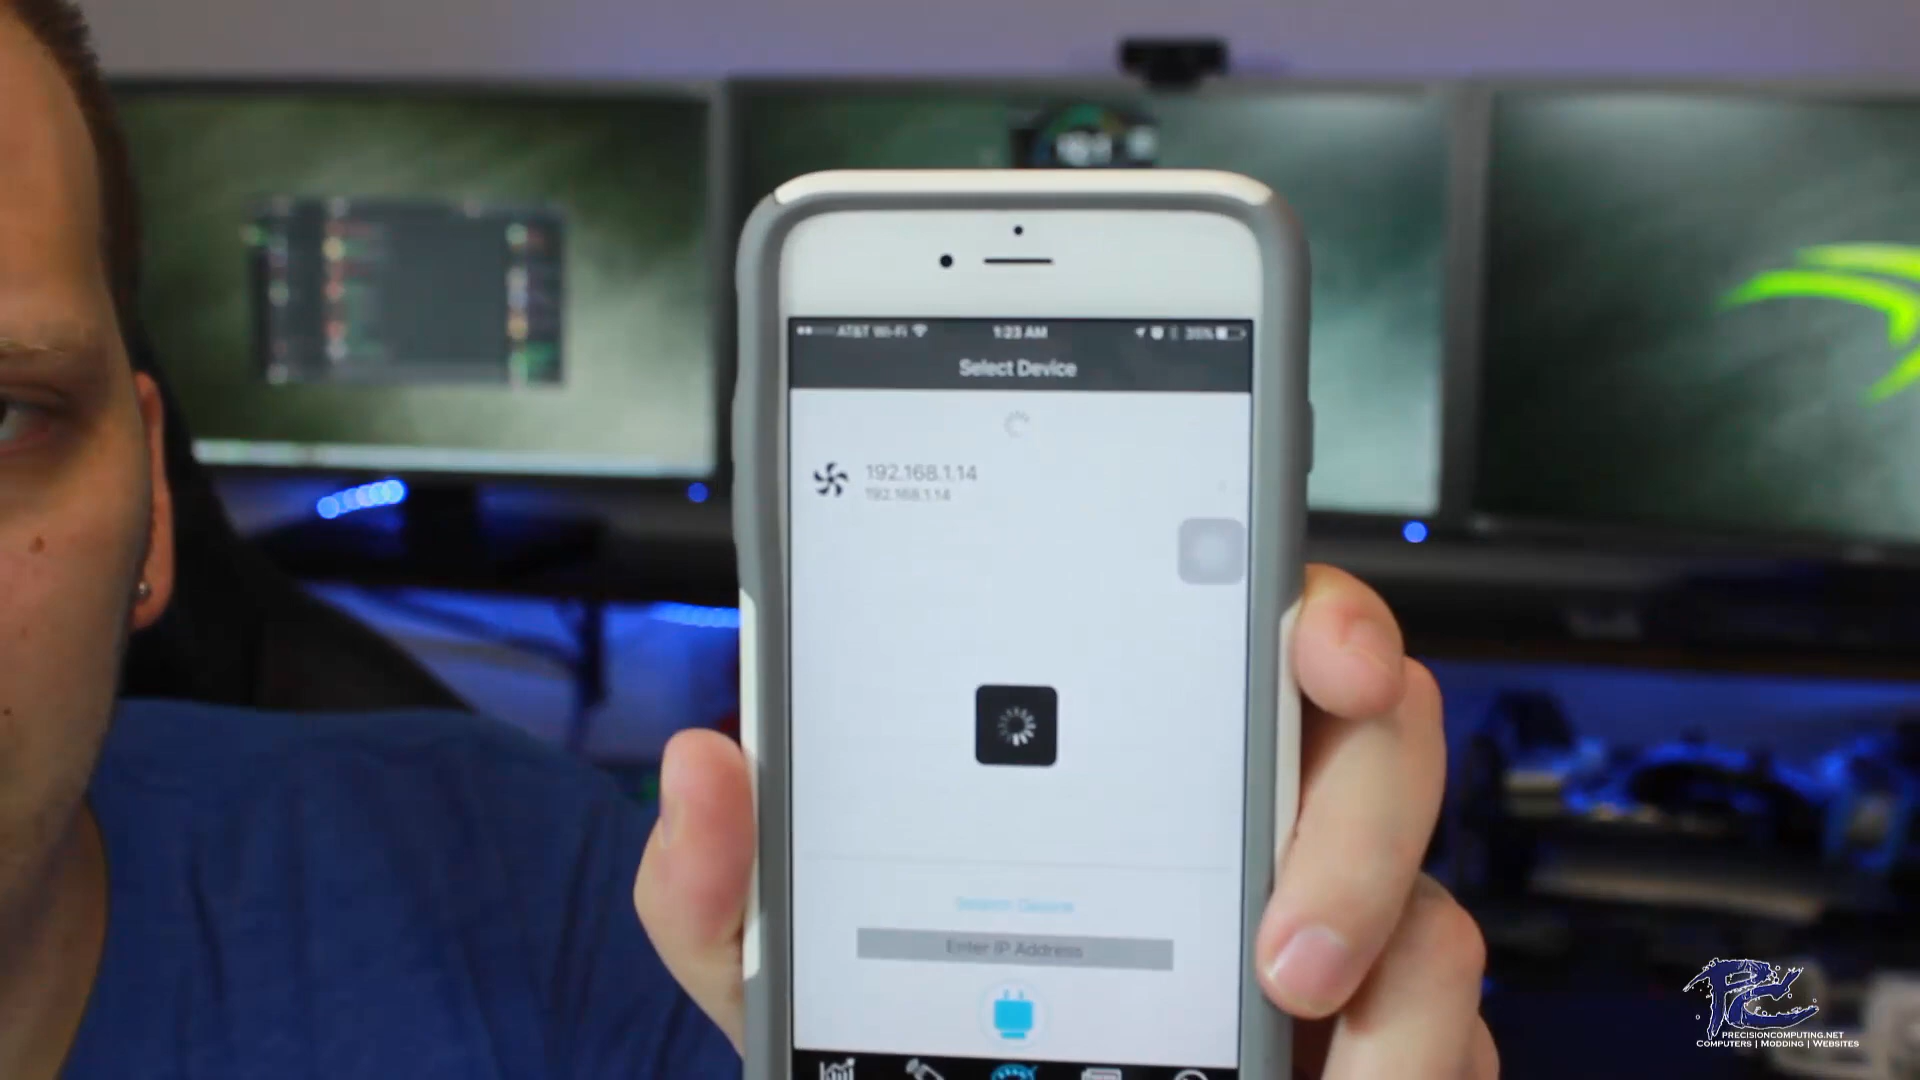 AT&T Wi-Fi 1:23 AM 35%
Select Device
192.168.1.14
192.168.1.14
Enter IP Address
PRECISIONCOMPUTING.NET
COMPUTERS | MODDING | WEBSITES